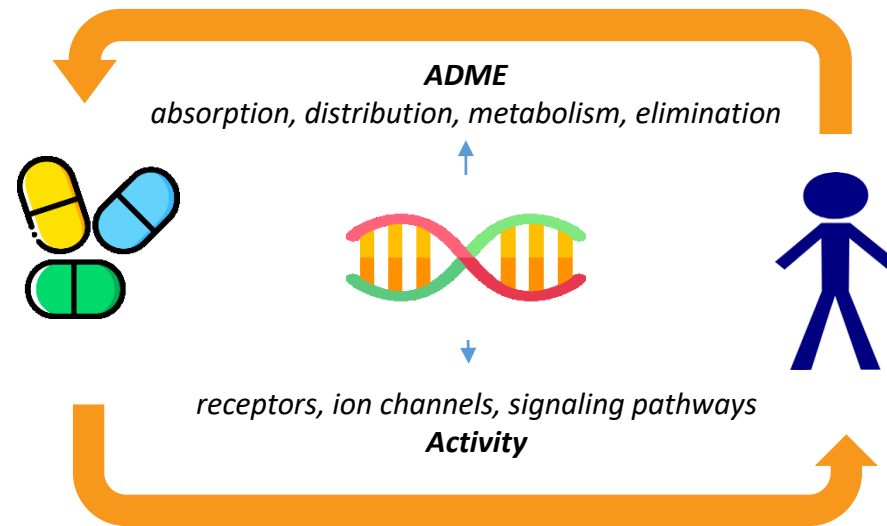 ADME
absorption, distribution, metabolism, elimination
receptors, ion channels, signaling pathways
Activity